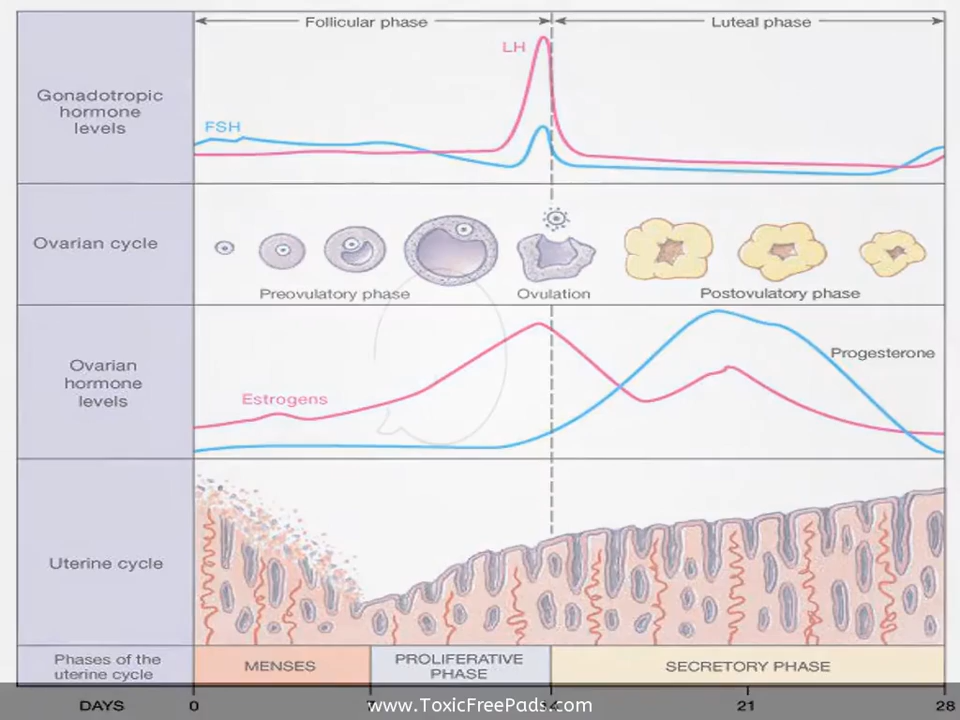 Follicular phase
Luteal phase
Gonadotropic
hormone
levels
LH
FSH
Ovarian cycle
Preovulatory phase
Ovulation
Postovulatory phase
Ovarian
hormone
levels
Estrogens
Progesterone
Uterine cycle
Phases of the
uterine cycle
MENSES
PROLIFERATIVE
PHASE
SECRETORY PHASE
DAYS
0
7
14
21
28
www.ToxicFreePads.com